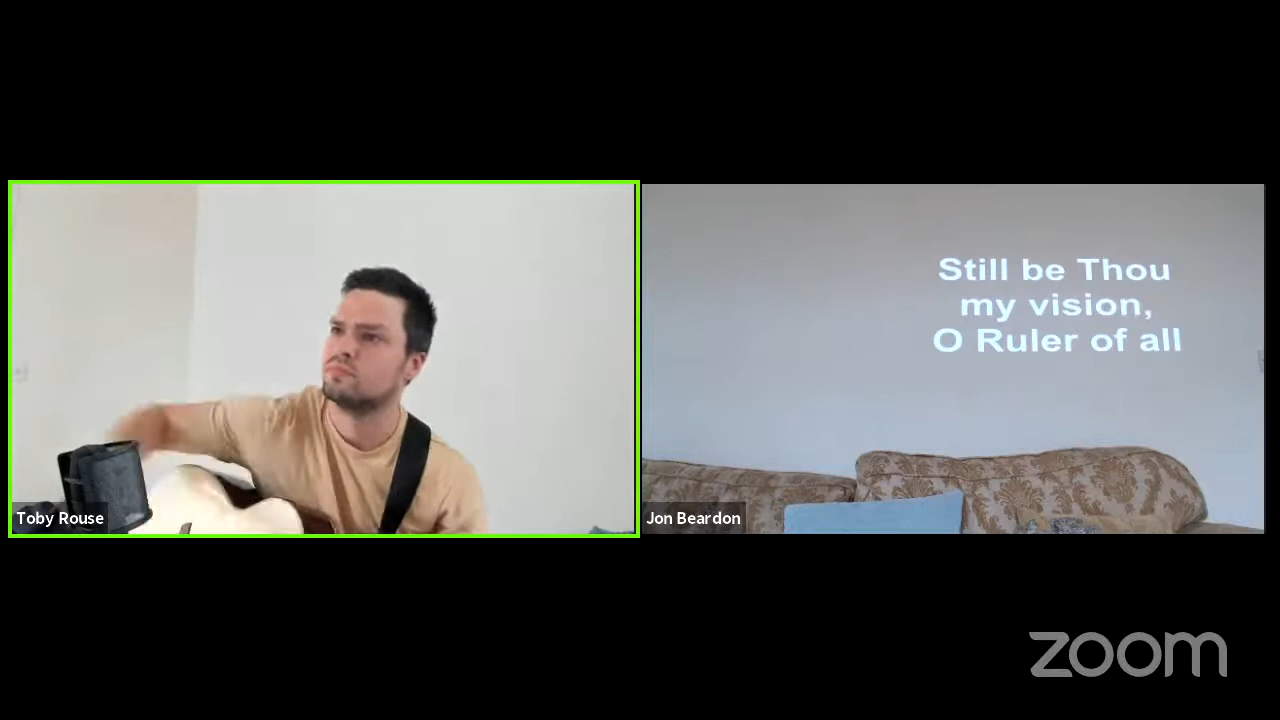 Still be Thou
my vision,
O Ruler of all
Toby Rouse
Jon Beardon
zoom